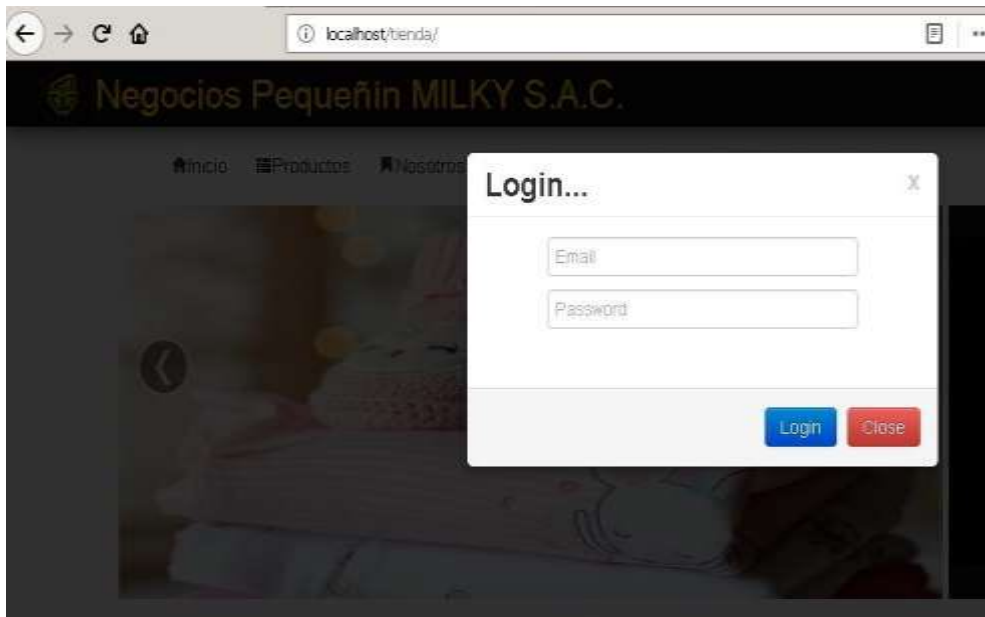 localhost/tienda/
Negocios Pequeñin MILKY S.A.C.
Inicio Productos Nosotros
Login...
X
Email
Password
Login Close